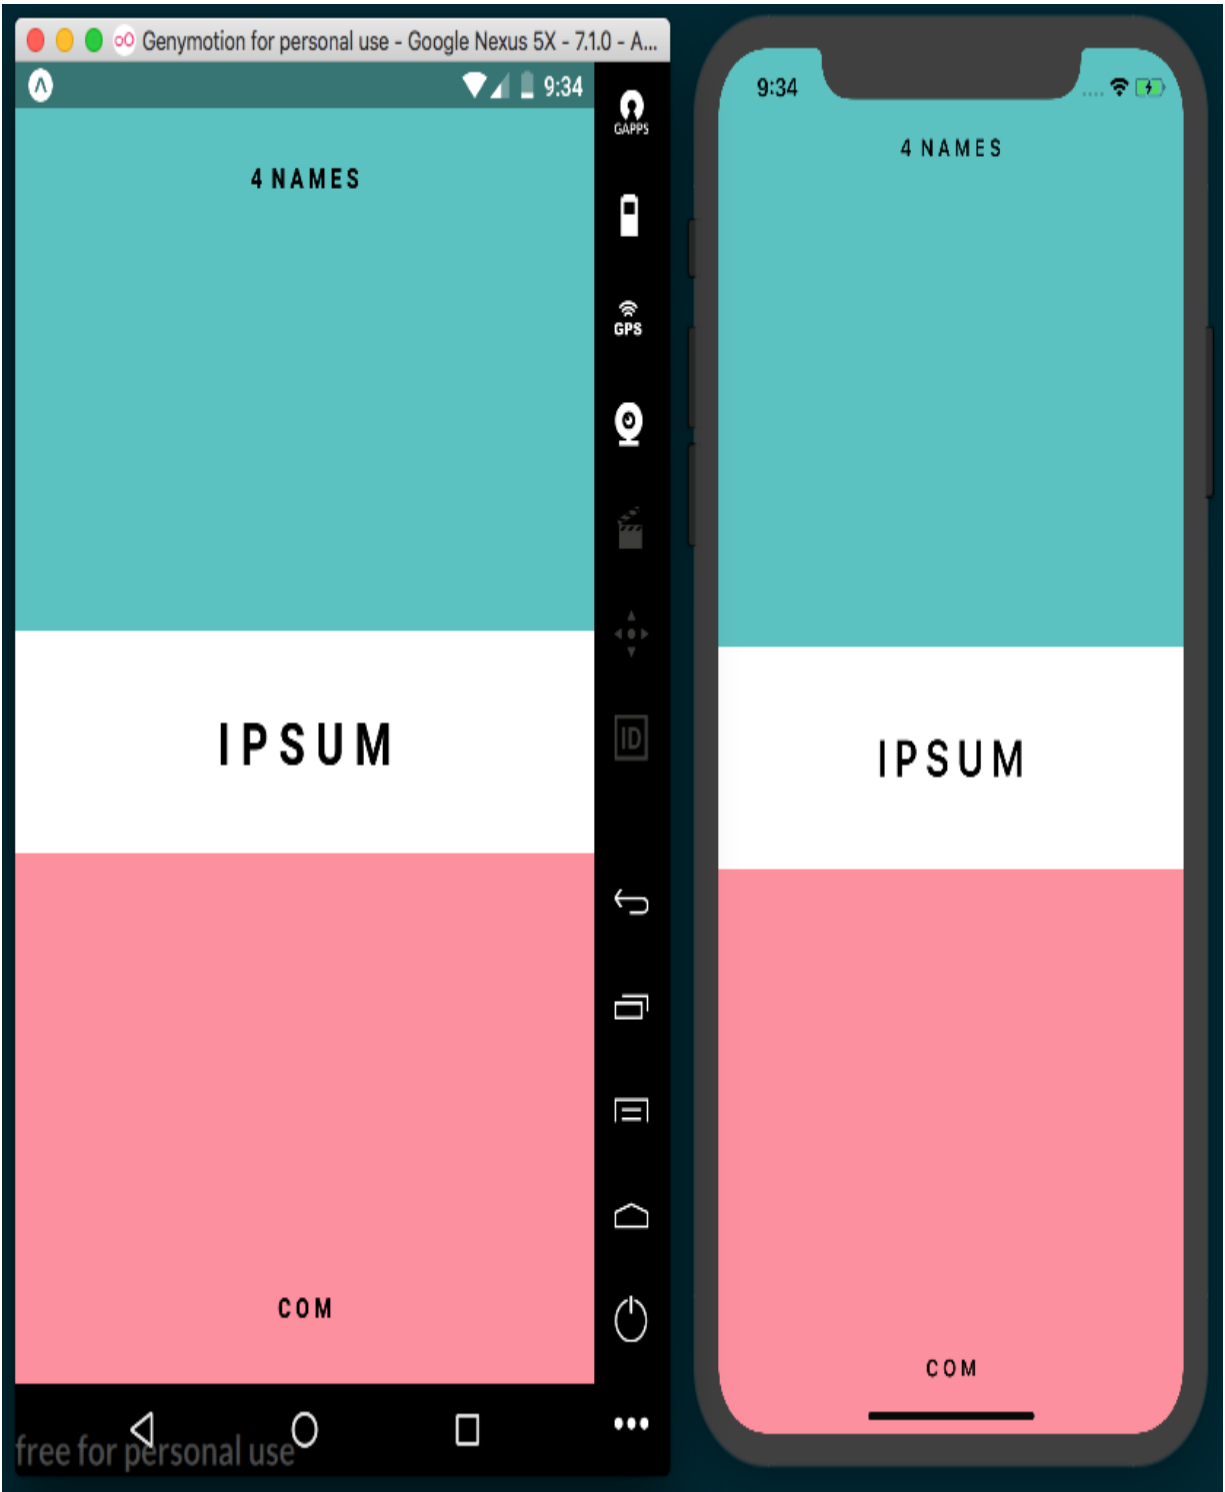 Genymotion for personal use - Google Nexus 5X - 7.1.0 - A...
9:34
4 NAMES
IPSUM
COM
free for personal use
GAPPS
GPS
ID
9:34
4 NAMES
IPSUM
COM